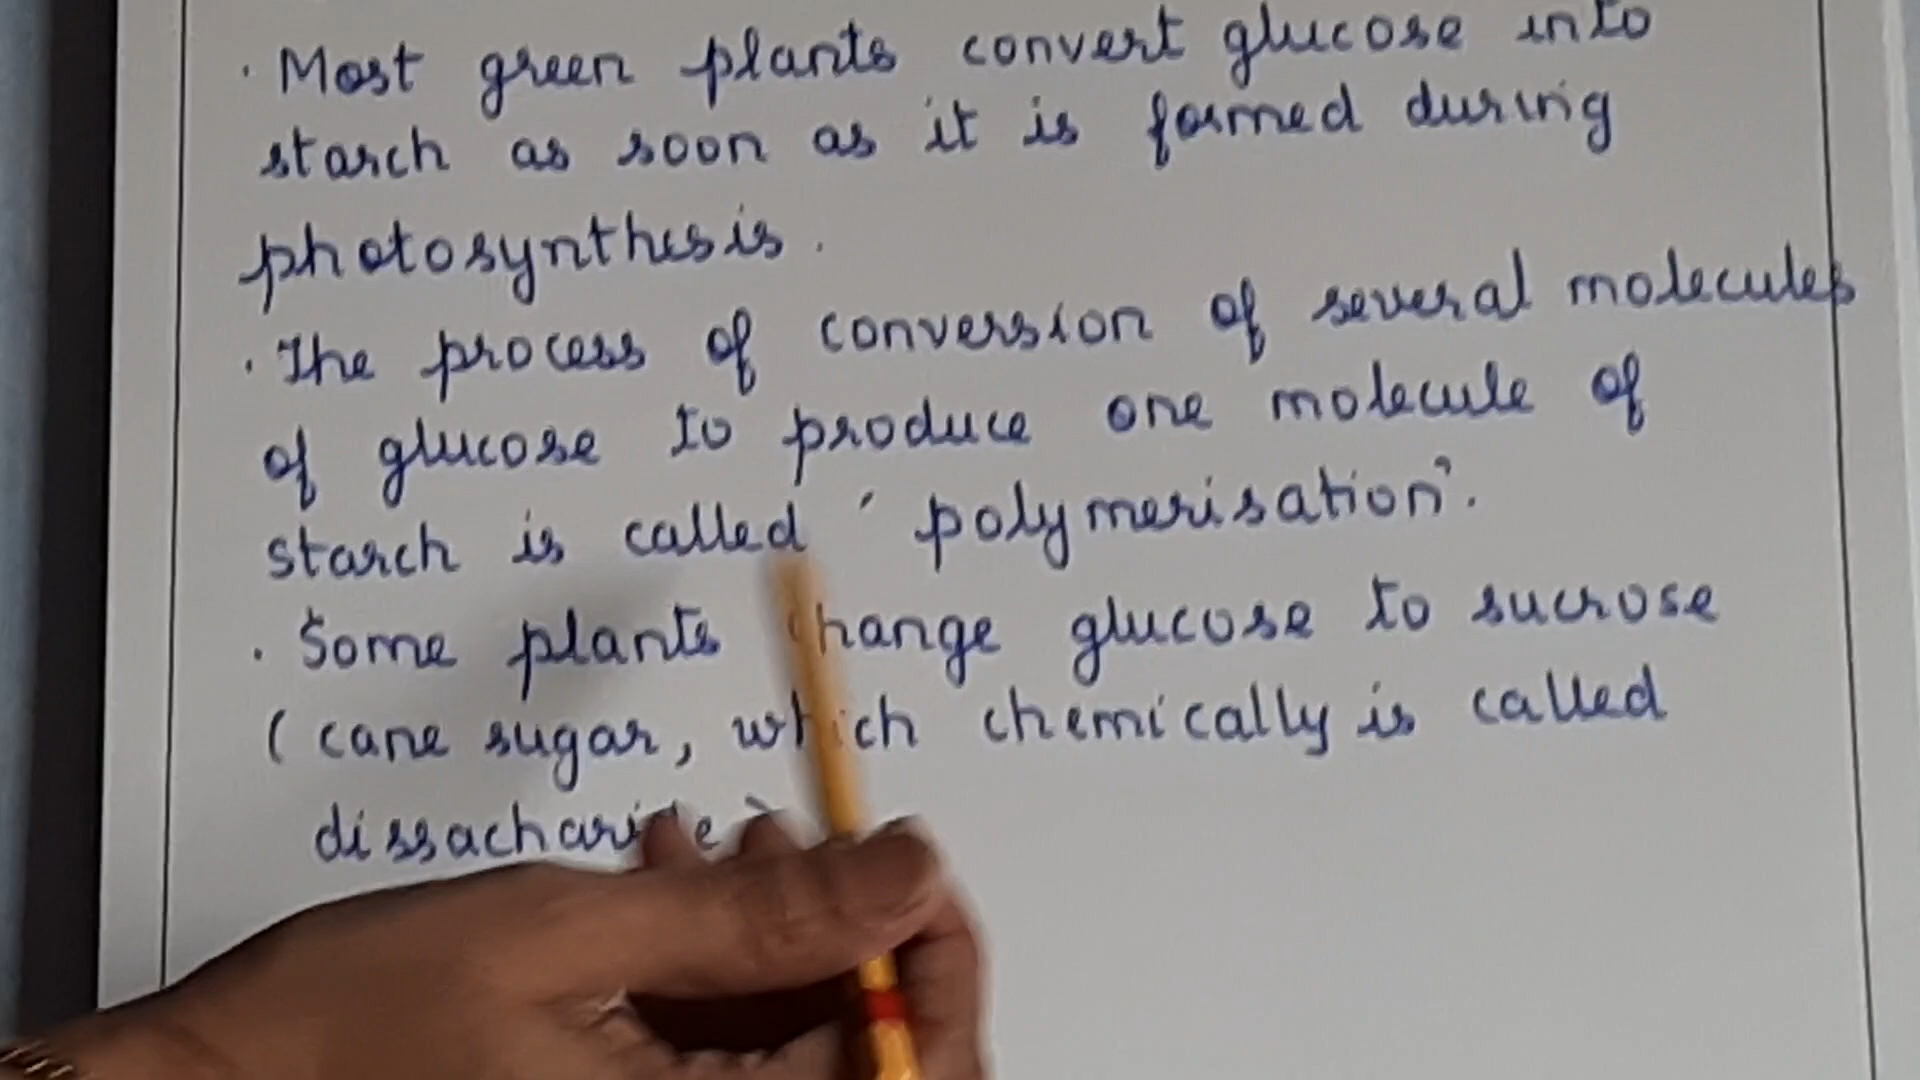 · Most green plants convert glucose into
starch as soon as it is formed during
photosynthesis.
· The process of conversion of several molecules
of glucose to produce one molecule of
starch is called 'polymerisation'.
· Some plants change glucose to sucrose
( cane sugar, which chemically is called
dissacharide)